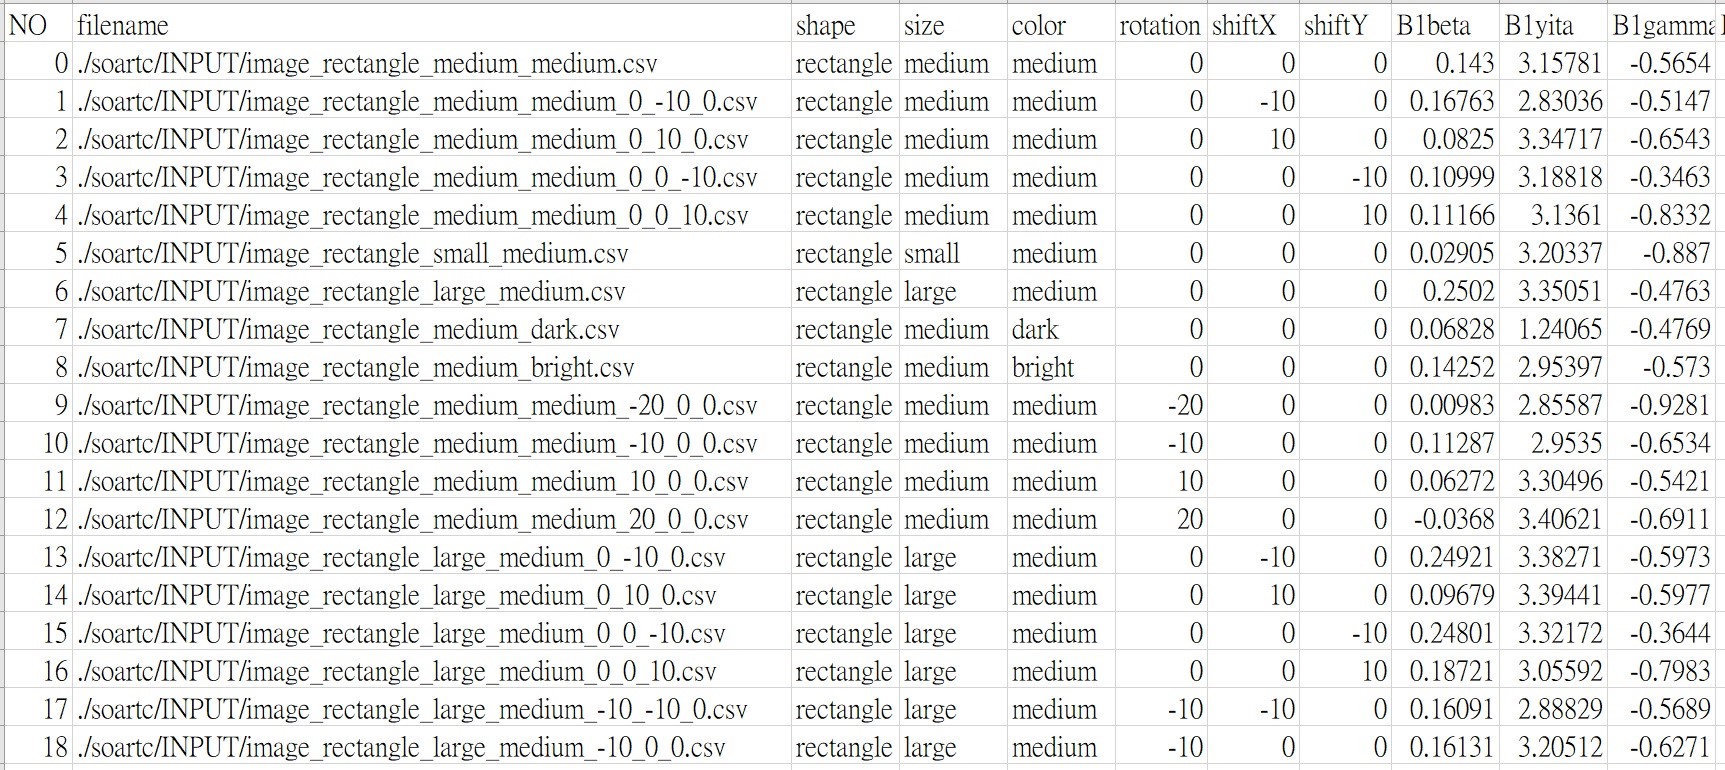 NO filename shape size color rotation shiftX shiftY B1beta B1yita B1gamma
0 ./soartc/INPUT/image_rectangle_medium_medium.csv rectangle medium medium 0 0 0 0.143 3.15781 -0.5654
1 ./soartc/INPUT/image_rectangle_medium_medium_0_-10_0.csv rectangle medium medium 0 -10 0 0.16763 2.83036 -0.5147
2 ./soartc/INPUT/image_rectangle_medium_medium_0_10_0.csv rectangle medium medium 0 10 0 0.0825 3.34717 -0.6543
3 ./soartc/INPUT/image_rectangle_medium_medium_0_0_-10.csv rectangle medium medium 0 0 -10 0.10999 3.18818 -0.3463
4 ./soartc/INPUT/image_rectangle_medium_medium_0_0_10.csv rectangle medium medium 0 0 10 0.11166 3.1361 -0.8332
5 ./soartc/INPUT/image_rectangle_small_medium.csv rectangle small medium 0 0 0 0.02905 3.20337 -0.887
6 ./soartc/INPUT/image_rectangle_large_medium.csv rectangle large medium 0 0 0 0.2502 3.35051 -0.4763
7 ./soartc/INPUT/image_rectangle_medium_dark.csv rectangle medium dark 0 0 0 0.06828 1.24065 -0.4769
8 ./soartc/INPUT/image_rectangle_medium_bright.csv rectangle medium bright 0 0 0 0.14252 2.95397 -0.573
9 ./soartc/INPUT/image_rectangle_medium_medium_-20_0_0.csv rectangle medium medium -20 0 0 0.00983 2.85587 -0.9281
10 ./soartc/INPUT/image_rectangle_medium_medium_-10_0_0.csv rectangle medium medium -10 0 0 0.11287 2.9535 -0.6534
11 ./soartc/INPUT/image_rectangle_medium_medium_10_0_0.csv rectangle medium medium 10 0 0 0.06272 3.30496 -0.5421
12 ./soartc/INPUT/image_rectangle_medium_medium_20_0_0.csv rectangle medium medium 20 0 0 -0.0368 3.40621 -0.6911
13 ./soartc/INPUT/image_rectangle_large_medium_0_-10_0.csv rectangle large medium 0 -10 0 0.24921 3.38271 -0.5973
14 ./soartc/INPUT/image_rectangle_large_medium_0_10_0.csv rectangle large medium 0 10 0 0.09679 3.39441 -0.5977
15 ./soartc/INPUT/image_rectangle_large_medium_0_0_-10.csv rectangle large medium 0 0 -10 0.24801 3.32172 -0.3644
16 ./soartc/INPUT/image_rectangle_large_medium_0_0_10.csv rectangle large medium 0 0 10 0.18721 3.05592 -0.7983
17 ./soartc/INPUT/image_rectangle_large_medium_-10_-10_0.csv rectangle large medium -10 -10 0 0.16091 2.88829 -0.5689
18 ./soartc/INPUT/image_rectangle_large_medium_-10_0_0.csv rectangle large medium -10 0 0 0.16131 3.20512 -0.6271